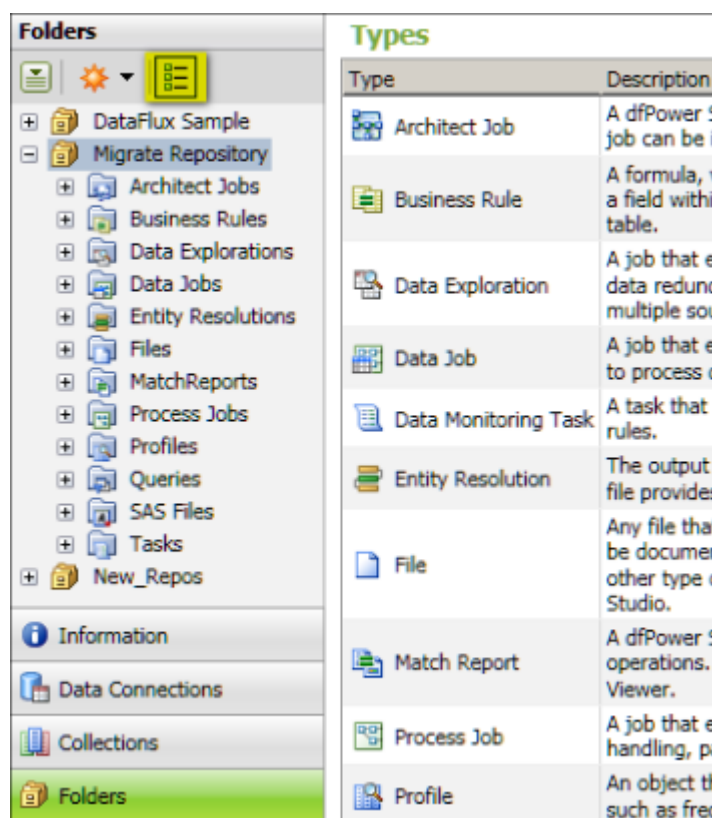 Folders
DataFlux Sample
Migrate Repository
Architect Jobs
Business Rules
Data Explorations
Data Jobs
Entity Resolutions
Files
MatchReports
Process Jobs
Profiles
Queries
SAS Files
Tasks
New_Repos
Information
Data Connections
Collections
Folders
Types
Type Description
Architect Job
A dfPower
job can be
Business Rule
A formula,
a field withi
table.
Data Exploration
A job that e
data redund
multiple sou
Data Job
A job that e
to process
Data Monitoring Task
A task that
rules.
Entity Resolution
The output
file provides
File
Any file tha
be documen
other type
Studio.
Match Report
A dfPower
operations.
Viewer.
Process Job
A job that e
handling, pa
Profile
An object th
such as freq